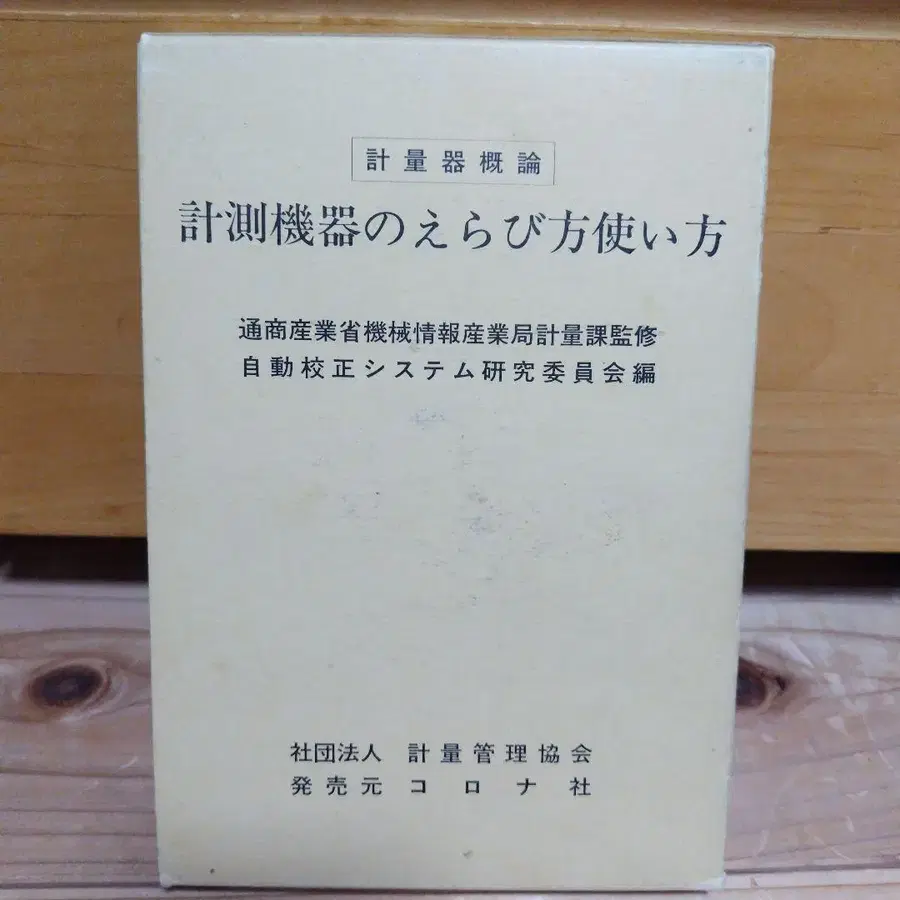 計量器概論
計測機器のえらび方使い方
通商産業省機械情報産業局計量課監修
自動校正システム研究委員会編
社団法人 計量管理協会
発売元 コロナ社